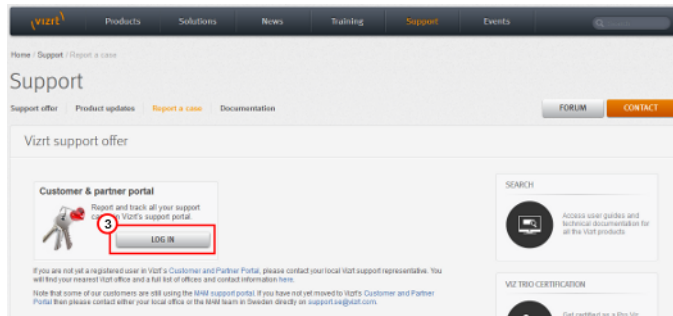 vizrt Products Solutions News Training Support Events
Home / Support / Report a case
Support
Support offer Product updates Report a case Documentation FORUM CONTACT
Vizrt support offer
Customer & partner portal
Report and track all your support
on Vizrt's support portal.
3
LOG IN
If you are not yet a registered user in Vizrt's Customer and Partner Portal, please contact your local Vizrt support representative. You
will find your nearest Vizrt office and a full list of offices and contact information here.
Note that some of our customers are still using the MAM support portal. If you have not yet moved to Vizrt's Customer and Partner
Portal then please contact either your local office or the MAM team in Sweden directly on support.se@vizrt.com.
SEARCH
Access user guides and
technical documentation for
all the Vizrt products
VIZ TRIO CERTIFICATION
Get certified as a Pro Viz